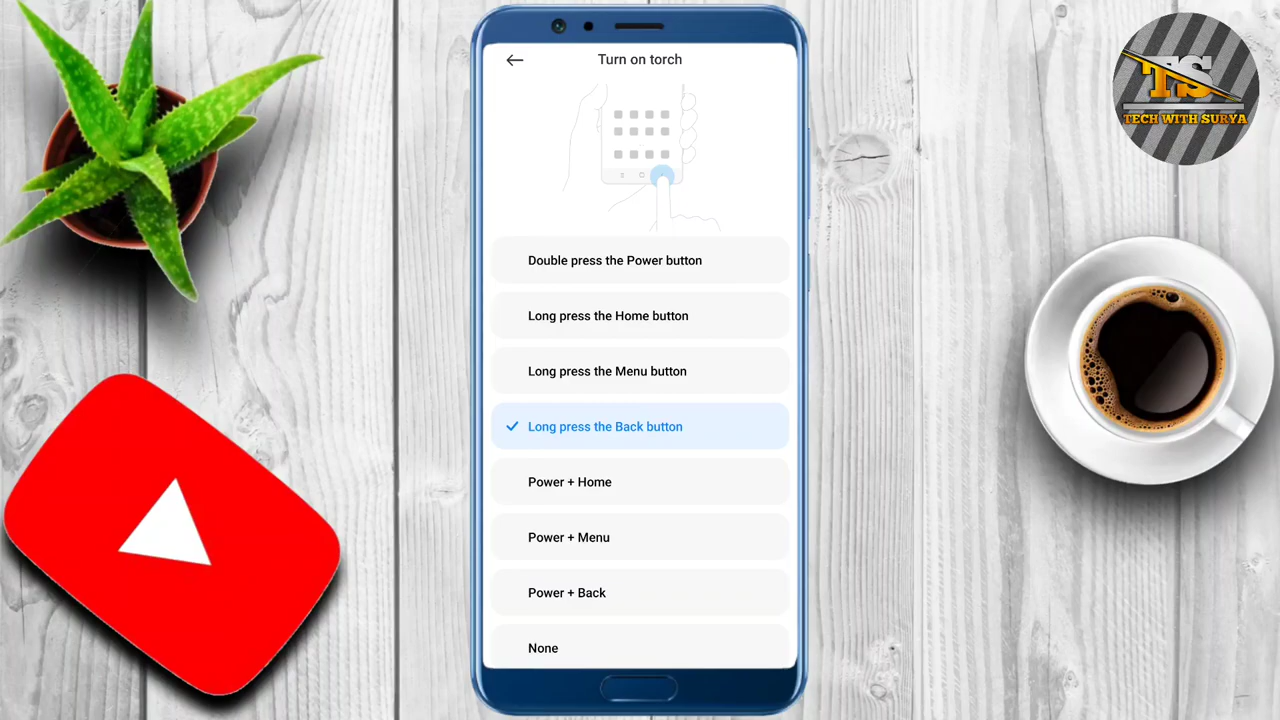 Turn on torch
TS
TECH WITH SURYA
Double press the Power button
Long press the Home button
Long press the Menu button
Long press the Back button
Power + Home
Power + Menu
Power + Back
None